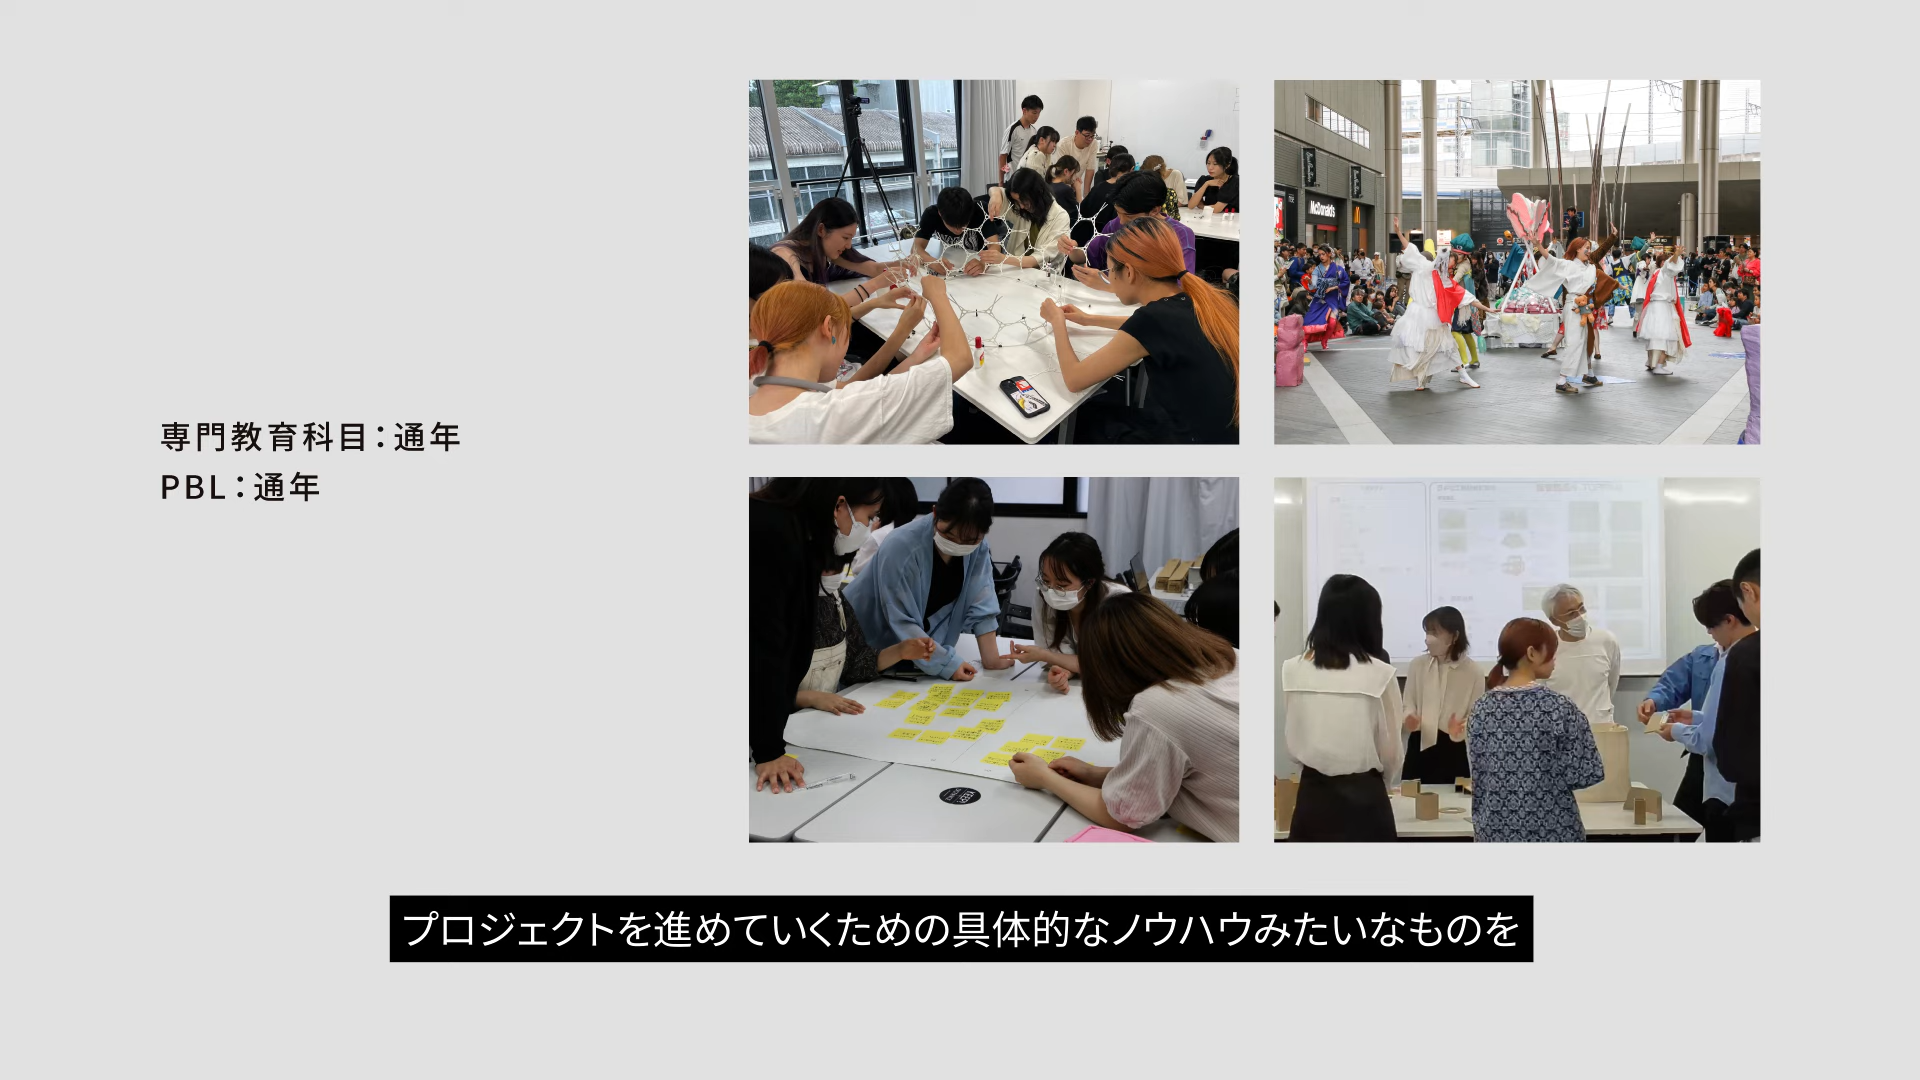 専門教育科目：通年
PBL：通年
McDonald's
プロジェクトを進めていくための具体的なノウハウみたいなものを